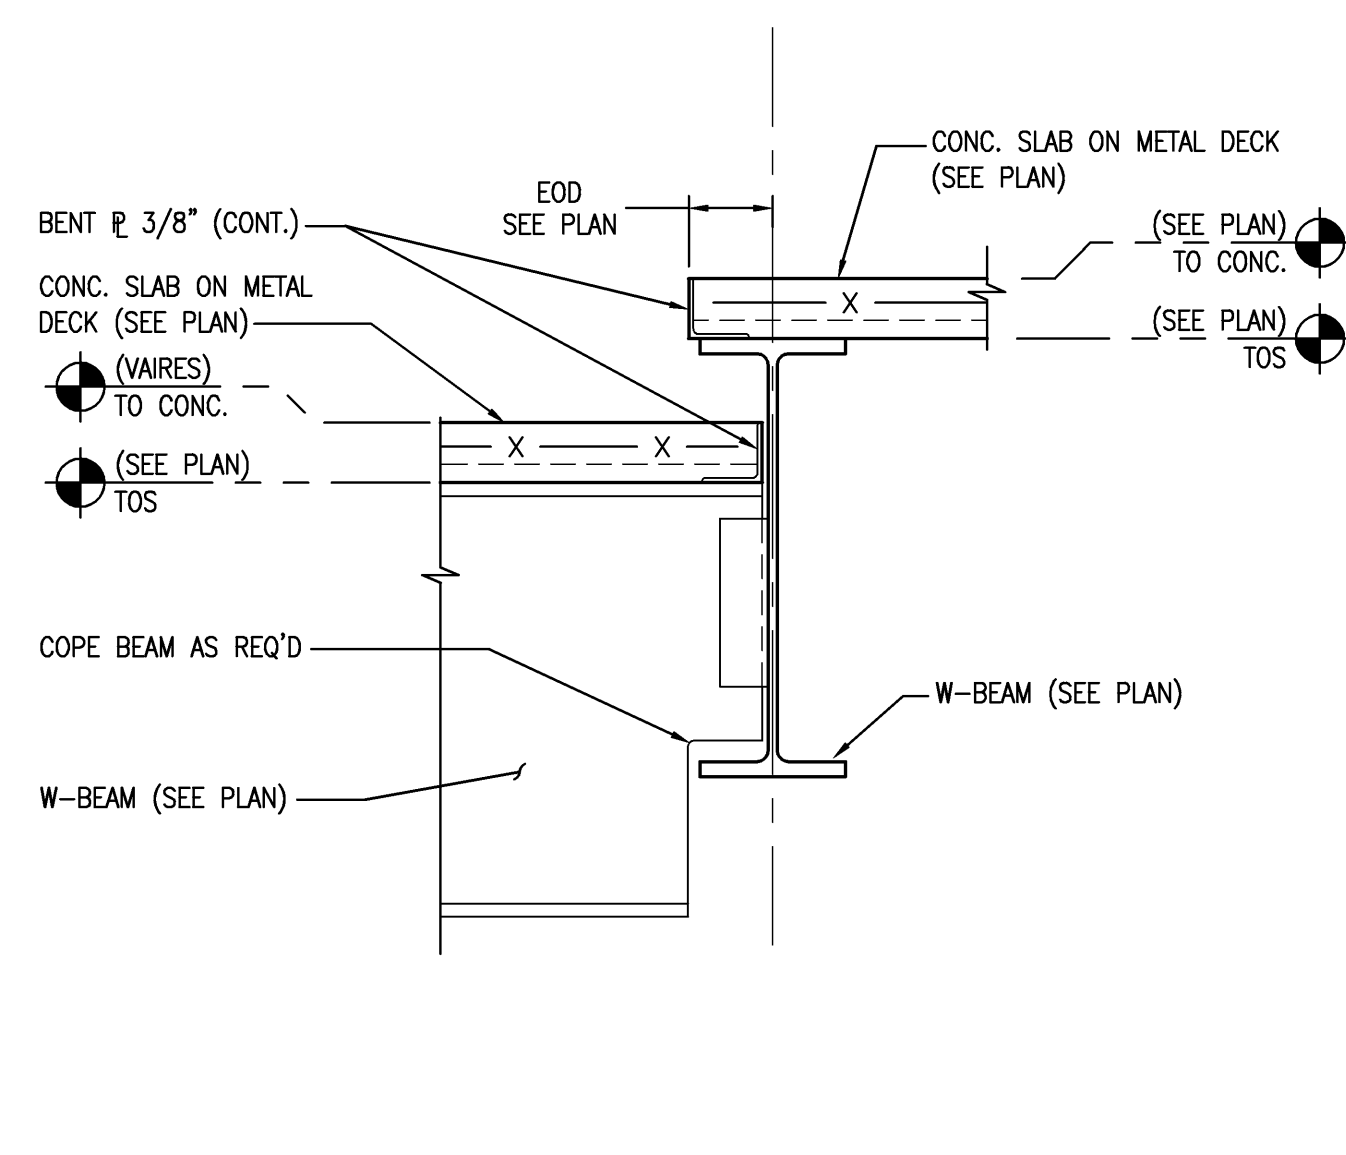 CONC. SLAB ON METAL DECK
(SEE PLAN)
EOD
SEE PLAN
BENT ℄ 3/8" (CONT.)
(SEE PLAN)
TO CONC.
CONC. SLAB ON METAL
DECK (SEE PLAN)
(SEE PLAN)
TOS
(VAIRES)
TO CONC.
X
X X
(SEE PLAN)
TOS
COPE BEAM AS REQ'D
W-BEAM (SEE PLAN)
W-BEAM (SEE PLAN)